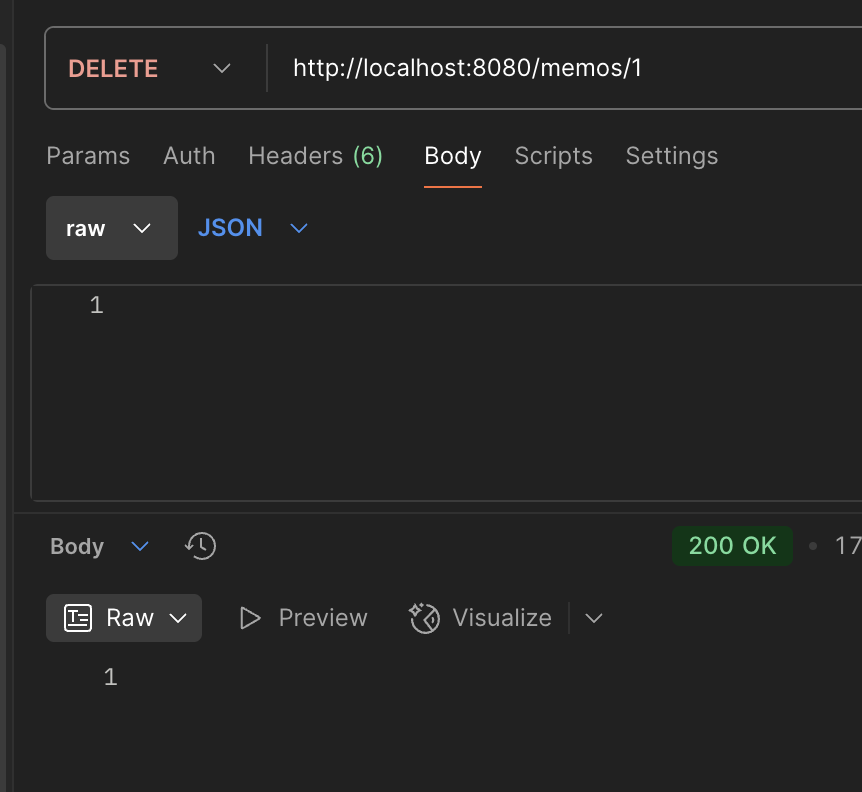 DELETE http://localhost:8080/memos/1
Params Auth Headers (6) Body Scripts Settings
raw JSON
1
Body 200 OK • 17
Raw Preview Visualize
1